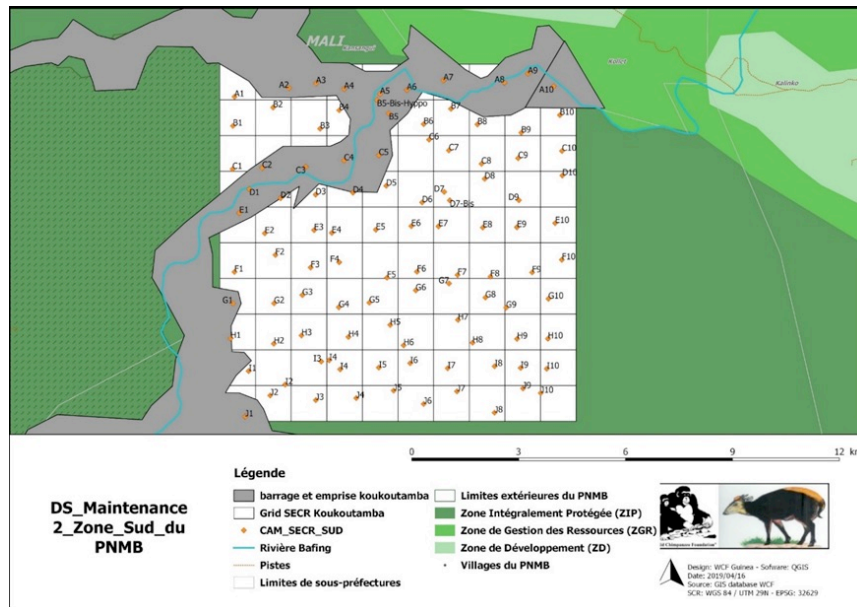 MALI
A1 A2 A3 A4 A5 A6 A7 A8 A9 A10
B5-Bis-Hyppo
B1 B2 B3 B4 B5 B6 B7 B8 B9 B10
C1 C2 C3 C4 C5 C6 C7 C8 C9 C10
D1 D2 D3 D4 D5 D6 D7 D8 D9 D10
D7-Bis
E1 E2 E3 E4 E5 E6 E7 E8 E9 E10
F1 F2 F3 F4 F5 F6 F7 F8 F9 F10
G1 G2 G3 G4 G5 G6 G7 G8 G9 G10
H1 H2 H3 H4 H5 H6 H7 H8 H9 H10
I1 I2 I3 I4 I4 I5 I6 I7 I8 I9 I10
J1 J2 J3 J4 J5 J6 J7 J8 J9 J10
0 3 6 9 12 km
DS_Maintenance
2_Zone_Sud_du
PNMB
Légende
barrage et emprise koukoutamba
Grid SECR Koukoutamba
CAM_SECR_SUD
Rivière Bafing
Pistes
Limites de sous-préfectures
Limites extérieures du PNMB
Zone Intégralement Protégée (ZIP)
Zone de Gestion des Ressources (ZGR)
Zone de Développement (ZD)
Villages du PNMB
Design: WCF Guinea - Sofware: QGIS
Date: 2019/04/16
Source: GIS database WCF
SCR: WGS 84 / UTM 29N - EPSG: 32629